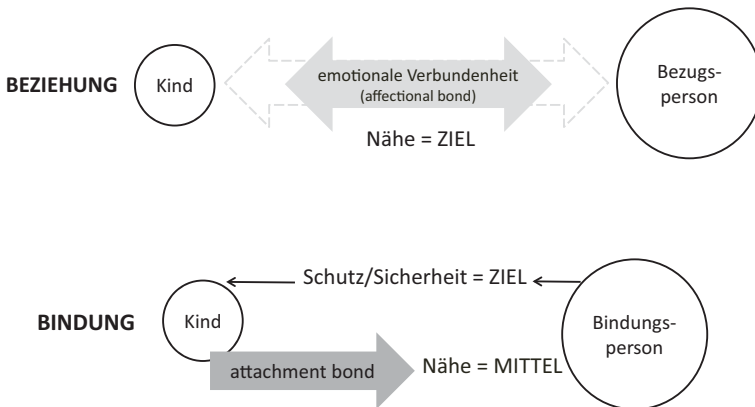 BEZIEHUNG
Kind
emotionale Verbundenheit
(affectional bond)
Nähe = ZIEL
Bezugs-
person
BINDUNG
Kind
Schutz/Sicherheit = ZIEL
attachment bond
Nähe = MITTEL
Bindungs-
person